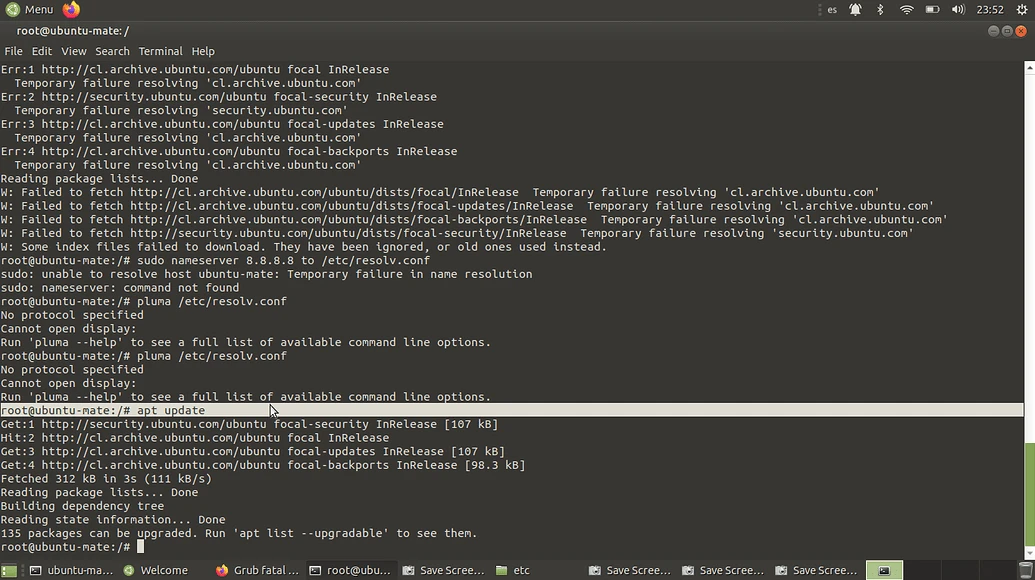 Menu
es
23:52
root@ubuntu-mate: /
File Edit View Search Terminal Help
Err:1 http://cl.archive.ubuntu.com/ubuntu focal InRelease
Temporary failure resolving 'cl.archive.ubuntu.com'
Err:2 http://security.ubuntu.com/ubuntu focal-security InRelease
Temporary failure resolving 'security.ubuntu.com'
Err:3 http://cl.archive.ubuntu.com/ubuntu focal-updates InRelease
Temporary failure resolving 'cl.archive.ubuntu.com'
Err:4 http://cl.archive.ubuntu.com/ubuntu focal-backports InRelease
Temporary failure resolving 'cl.archive.ubuntu.com'
Reading package lists... Done
W: Failed to fetch http://cl.archive.ubuntu.com/ubuntu/dists/focal/InRelease Temporary failure resolving 'cl.archive.ubuntu.com'
W: Failed to fetch http://cl.archive.ubuntu.com/ubuntu/dists/focal-updates/InRelease Temporary failure resolving 'cl.archive.ubuntu.com'
W: Failed to fetch http://cl.archive.ubuntu.com/ubuntu/dists/focal-backports/InRelease Temporary failure resolving 'cl.archive.ubuntu.com'
W: Failed to fetch http://security.ubuntu.com/ubuntu/dists/focal-security/InRelease Temporary failure resolving 'security.ubuntu.com'
W: Some index files failed to download. They have been ignored, or old ones used instead.
root@ubuntu-mate:/# sudo nameserver 8.8.8.8 to /etc/resolv.conf
sudo: unable to resolve host ubuntu-mate: Temporary failure in name resolution
sudo: nameserver: command not found
root@ubuntu-mate:/# pluma /etc/resolv.conf
No protocol specified
Cannot open display:
Run 'pluma --help' to see a full list of available command line options.
root@ubuntu-mate:/# pluma /etc/resolv.conf
No protocol specified
Cannot open display:
Run 'pluma --help' to see a full list of available command line options.
root@ubuntu-mate:/# apt update
Get:1 http://security.ubuntu.com/ubuntu focal-security InRelease [107 kB]
Hit:2 http://cl.archive.ubuntu.com/ubuntu focal InRelease
Get:3 http://cl.archive.ubuntu.com/ubuntu focal-updates InRelease [107 kB]
Get:4 http://cl.archive.ubuntu.com/ubuntu focal-backports InRelease [98.3 kB]
Fetched 312 kB in 3s (111 kB/s)
Reading package lists... Done
Building dependency tree
Reading state information... Done
135 packages can be upgraded. Run 'apt list --upgradable' to see them.
root@ubuntu-mate:/#
ubuntu-ma... Welcome Grub fatal ... root@ubu... Save Scree... etc Save Scree... Save Scree... Save Scree...